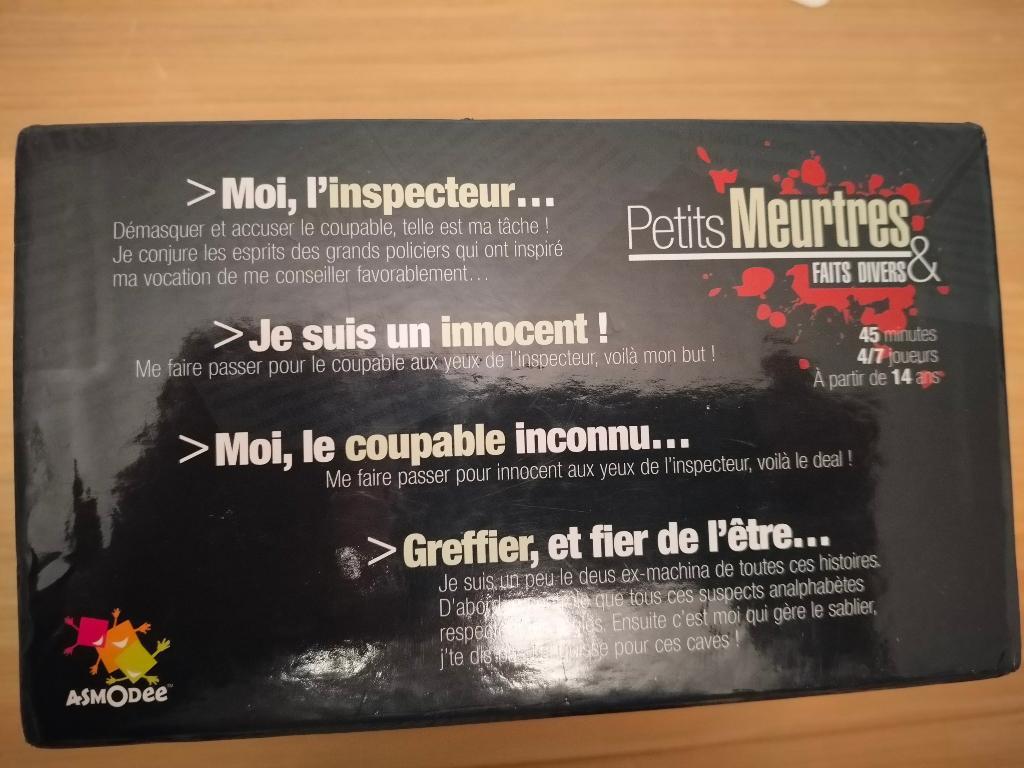 > Moi, l'inspecteur...
Démasquer et accuser le coupable, telle est ma tâche !
Je conjure les esprits des grands policiers qui ont inspiré
ma vocation de me conseiller favorablement...
Petits Meurtres
& FAITS DIVERS
45 minutes
4/7 joueurs
À partir de 14 ans
> Je suis un innocent !
Me faire passer pour le coupable aux yeux de l'inspecteur, voilà mon but !
> Moi, le coupable inconnu...
Me faire passer pour innocent aux yeux de l'inspecteur, voilà le deal !
> Greffier, et fier de l'être...
Je suis un peu le deus ex-machina de toutes ces histoires.
D'abord que tous ces suspects analphabètes
Ensuite c'est moi qui gère le sablier,
j'te pour ces caves !
ASMODee™